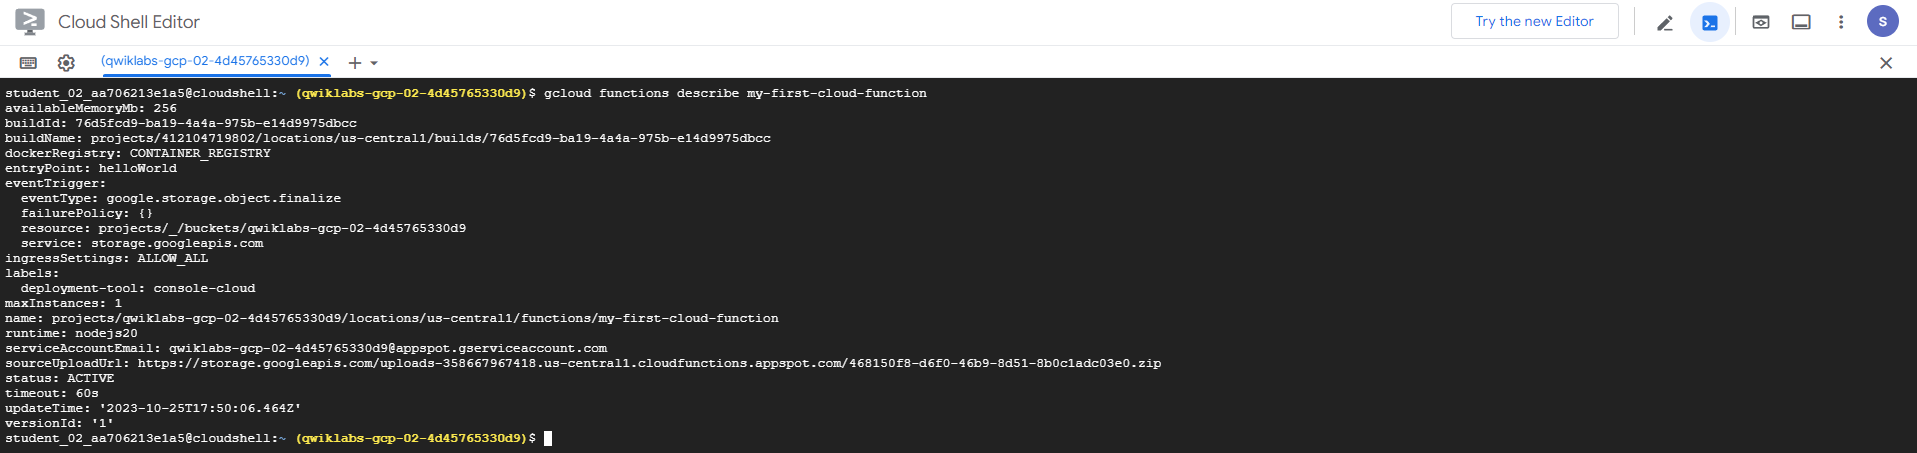 Cloud Shell Editor
Try the new Editor
S
(qwiklabs-gcp-02-4d45765330d9)
student_02_aa706213e1a5@cloudshell:~ (qwiklabs-gcp-02-4d45765330d9)$ gcloud functions describe my-first-cloud-function
availableMemoryMb: 256
buildId: 76d5fcd9-ba19-4a4a-975b-e14d9975dbcc
buildName: projects/412104719802/locations/us-central1/builds/76d5fcd9-ba19-4a4a-975b-e14d9975dbcc
dockerRegistry: CONTAINER_REGISTRY
entryPoint: helloWorld
eventTrigger:
  eventType: google.storage.object.finalize
  failurePolicy: {}
  resource: projects/_/buckets/qwiklabs-gcp-02-4d45765330d9
  service: storage.googleapis.com
ingressSettings: ALLOW_ALL
labels:
  deployment-tool: console-cloud
maxInstances: 1
name: projects/qwiklabs-gcp-02-4d45765330d9/locations/us-central1/functions/my-first-cloud-function
runtime: nodejs20
serviceAccountEmail: qwiklabs-gcp-02-4d45765330d9@appspot.gserviceaccount.com
sourceUploadUrl: https://storage.googleapis.com/uploads-358667967418.us-central1.cloudfunctions.appspot.com/468150f8-d6f0-46b9-8d51-8b0c1adc03e0.zip
status: ACTIVE
timeout: 60s
updateTime: '2023-10-25T17:50:06.464Z'
versionId: '1'
student_02_aa706213e1a5@cloudshell:~ (qwiklabs-gcp-02-4d45765330d9)$